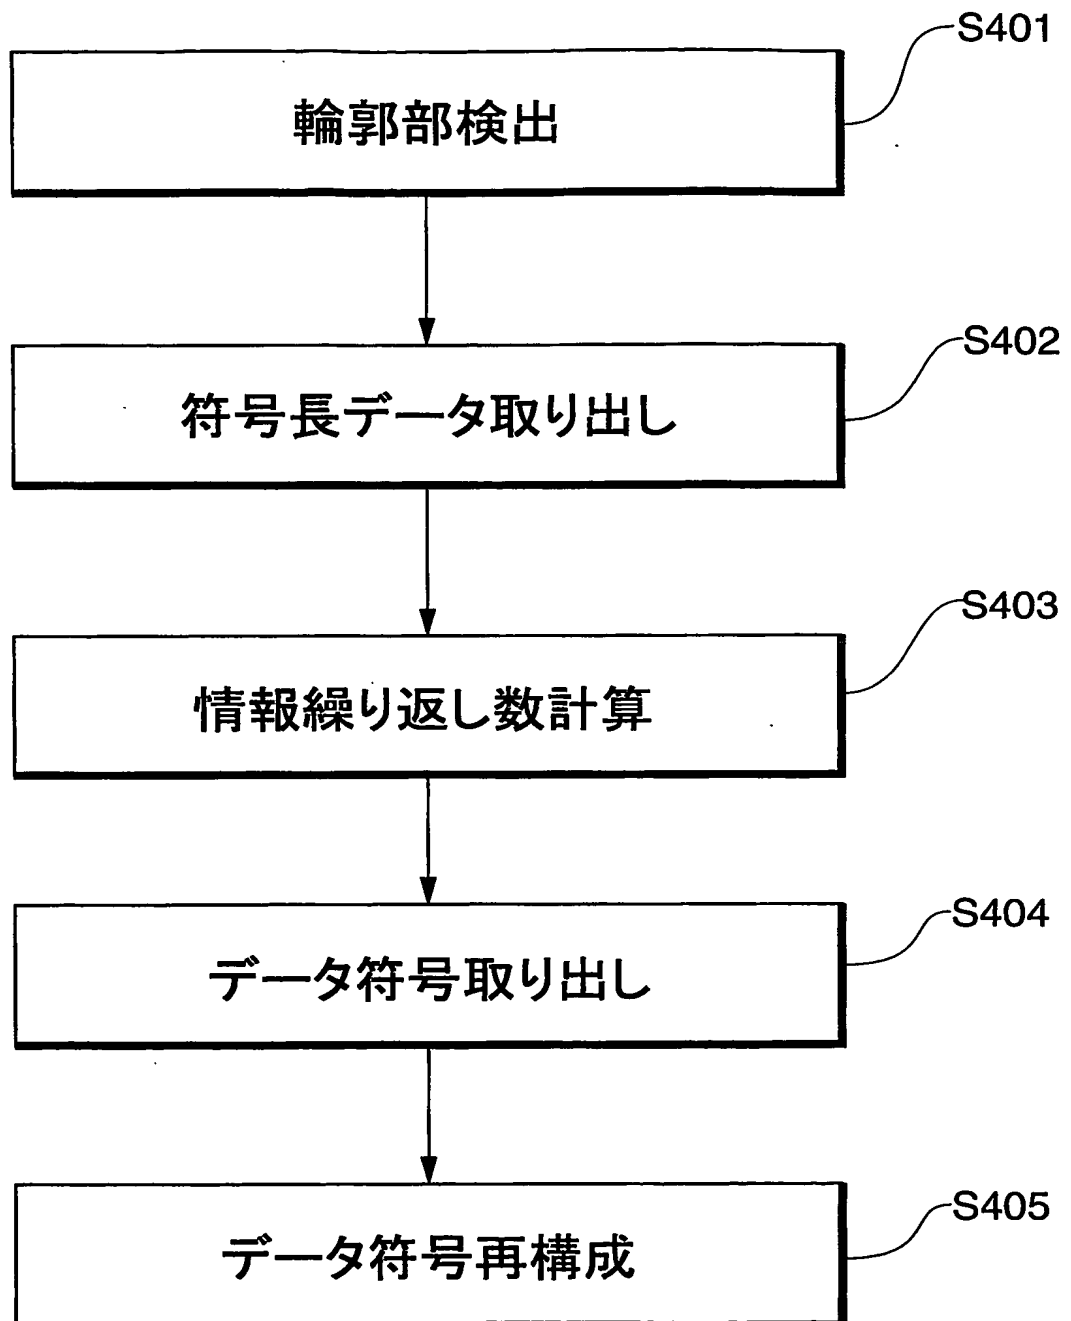 S401
輪郭部検出
S402
符号長データ取り出し
S403
情報繰り返し数計算
S404
データ符号取り出し
S405
データ符号再構成